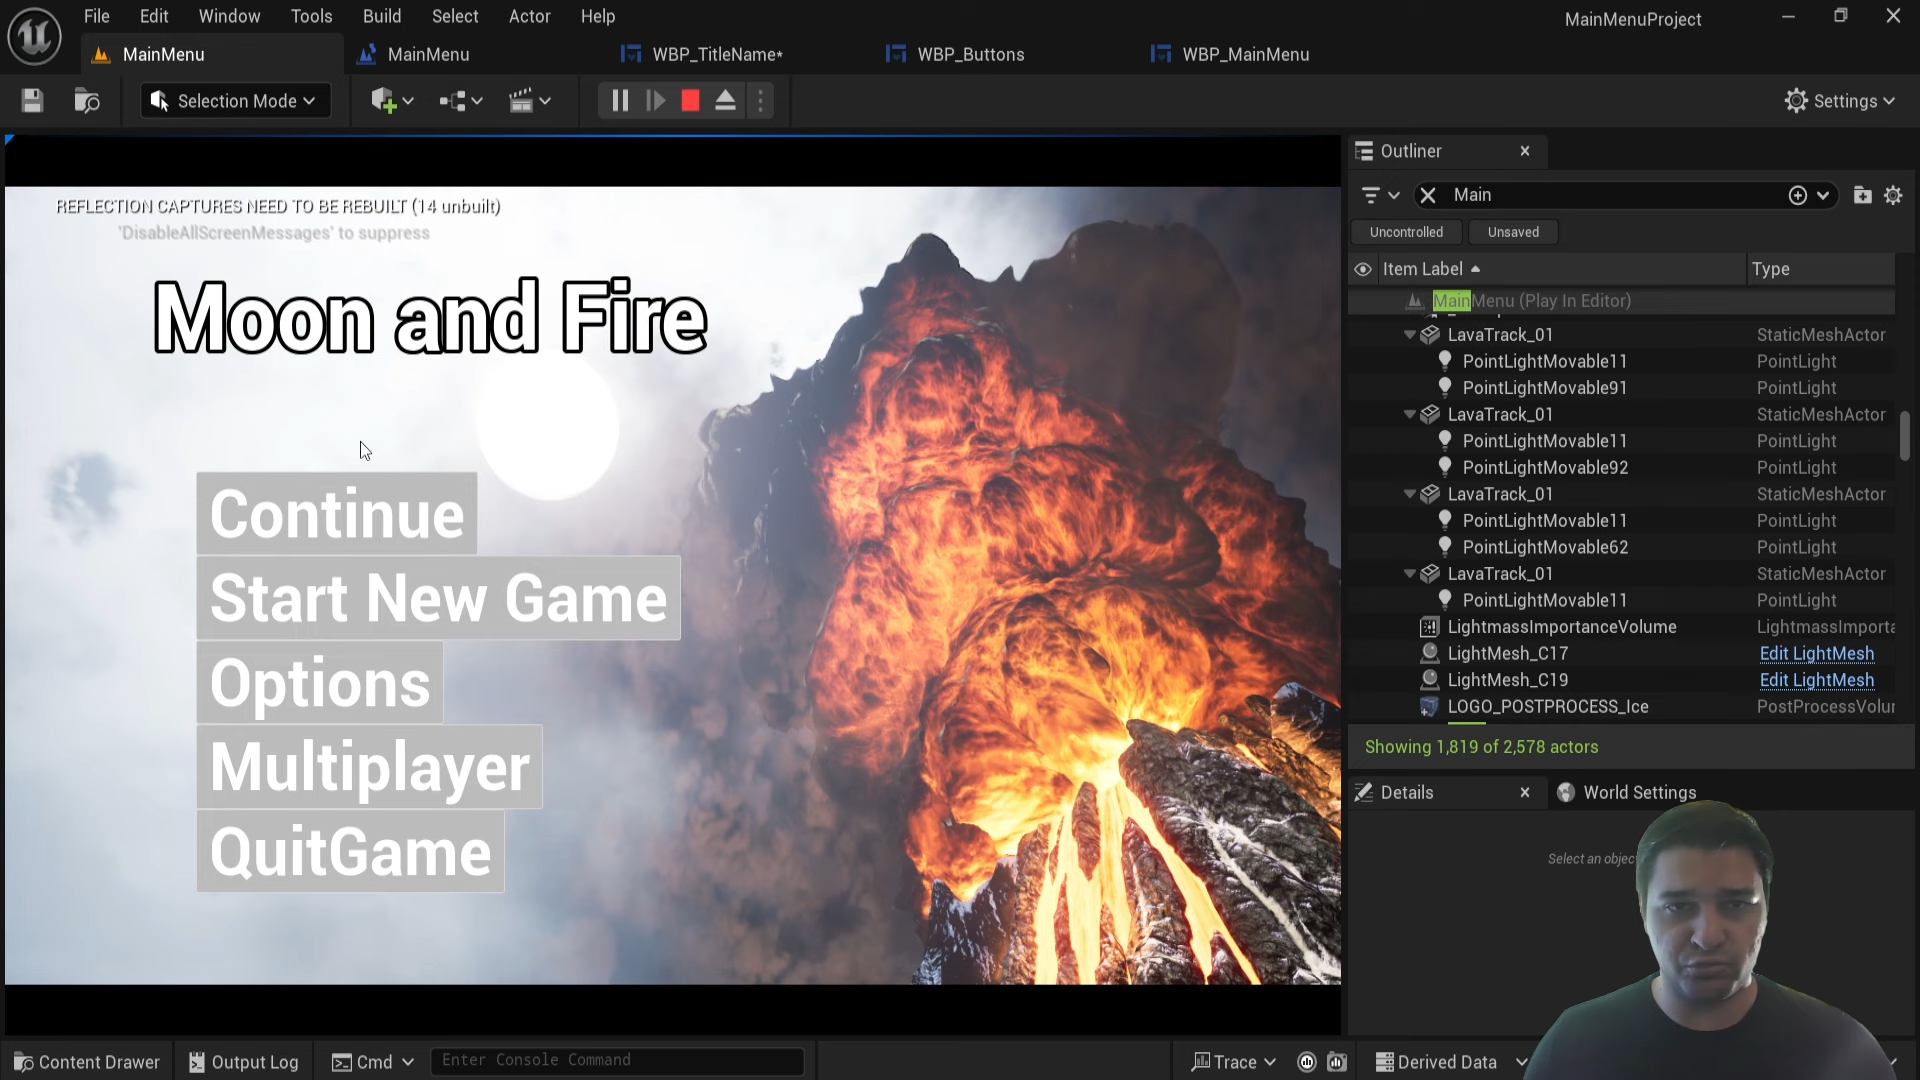 File Edit Window Tools Build Select Actor Help MainMenuProject
MainMenu MainMenu WBP_TitleName* WBP_Buttons WBP_MainMenu
Selection Mode Settings
REFLECTION CAPTURES NEED TO BE REBUILT (14 unbuilt)
'DisableAllScreenMessages' to suppress
Moon and Fire
Continue
Start New Game
Options
Multiplayer
QuitGame
Outliner
Main
Uncontrolled Unsaved
Item Label Type
MainMenu (Play In Editor)
LavaTrack_01 StaticMeshActor
PointLightMovable11 PointLight
PointLightMovable91 PointLight
LavaTrack_01 StaticMeshActor
PointLightMovable11 PointLight
PointLightMovable92 PointLight
LavaTrack_01 StaticMeshActor
PointLightMovable11 PointLight
PointLightMovable62 PointLight
LavaTrack_01 StaticMeshActor
PointLightMovable11 PointLight
LightmassImportanceVolume LightmassImporta
LightMesh_C17 Edit LightMesh
LightMesh_C19 Edit LightMesh
LOGO_POSTPROCESS_Ice PostProcessVolu
Showing 1,819 of 2,578 actors
Details World Settings
Select an objec
Content Drawer Output Log Cmd Enter Console Command Trace Derived Data